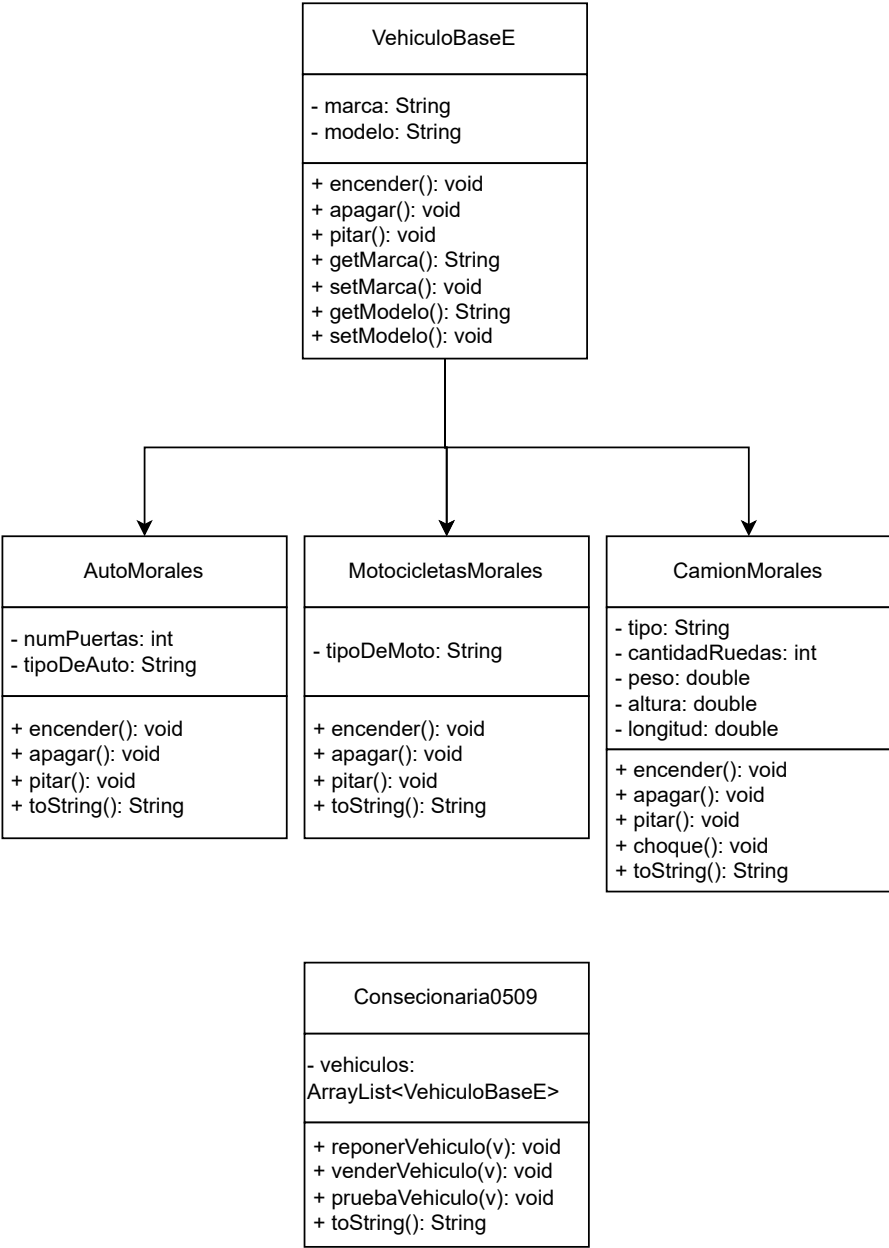 VehiculoBaseE
- marca: String
- modelo: String
+ encender(): void
+ apagar(): void
+ pitar(): void
+ getMarca(): String
+ setMarca(): void
+ getModelo(): String
+ setModelo(): void
AutoMorales
- numPuertas: int
- tipoDeAuto: String
+ encender(): void
+ apagar(): void
+ pitar(): void
+ toString(): String
MotocicletasMorales
- tipoDeMoto: String
+ encender(): void
+ apagar(): void
+ pitar(): void
+ toString(): String
CamionMorales
- tipo: String
- cantidadRuedas: int
- peso: double
- altura: double
- longitud: double
+ encender(): void
+ apagar(): void
+ pitar(): void
+ choque(): void
+ toString(): String
Consecionaria0509
- vehiculos:
ArrayList<VehiculoBaseE>
+ reponerVehiculo(v): void
+ venderVehiculo(v): void
+ pruebaVehiculo(v): void
+ toString(): String